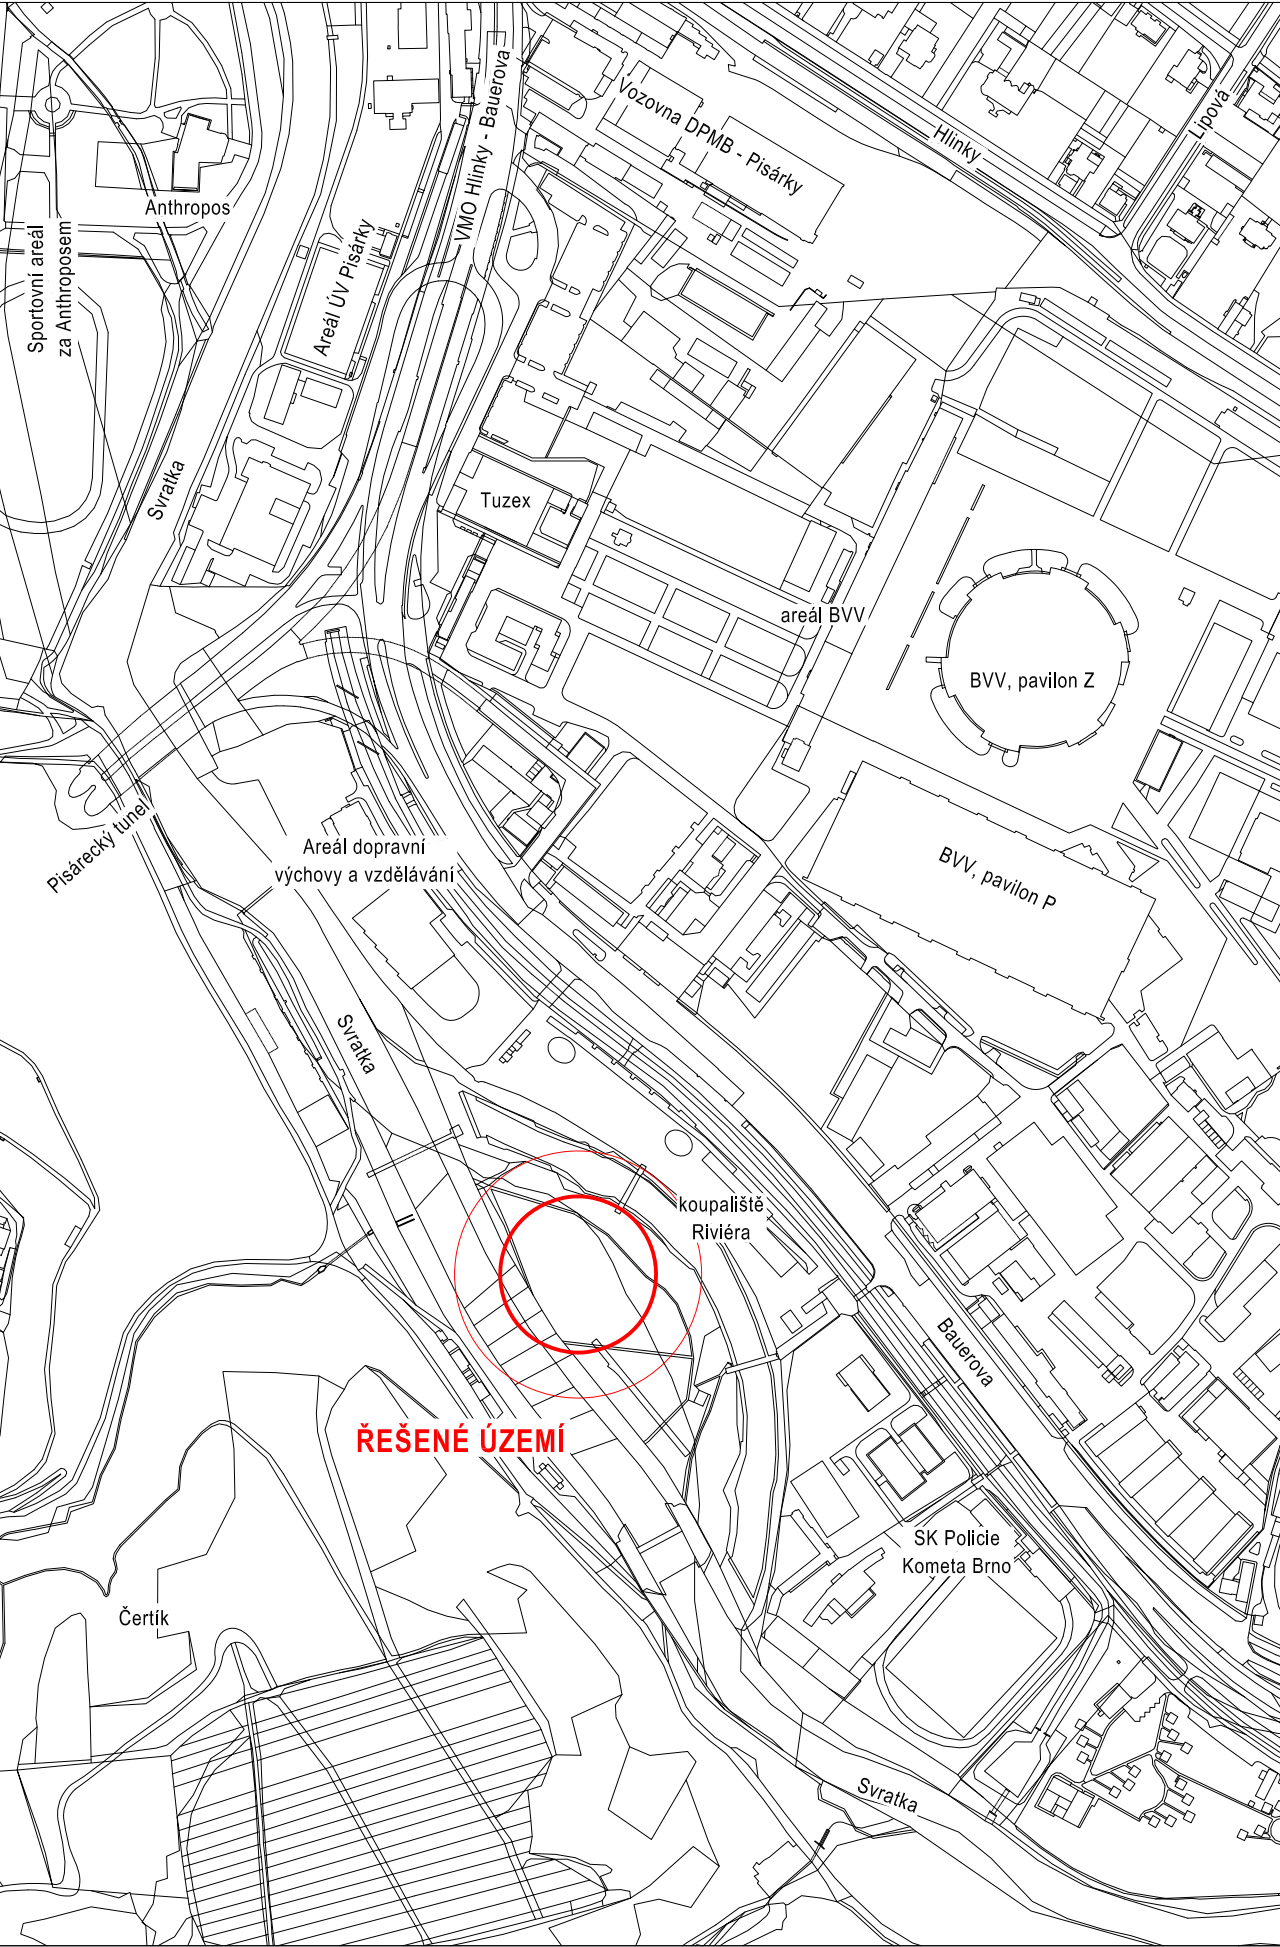 VMO Hlinky - Bauerova
Vozovna DPMB - Pisárky
Hlinky
Lipová
Anthropos
Sportovní areál
za Anthroposem
Areál ÚV Pisárky
Svratka
Tuzex
areál BVV
BVV, pavilon Z
Pisárecký tunel
Areál dopravní
výchovy a vzdělávání
BVV, pavilon P
Svratka
koupaliště
Riviéra
Bauerova
ŘEŠENÉ ÚZEMÍ
SK Policie
Kometa Brno
Čertík
Svratka